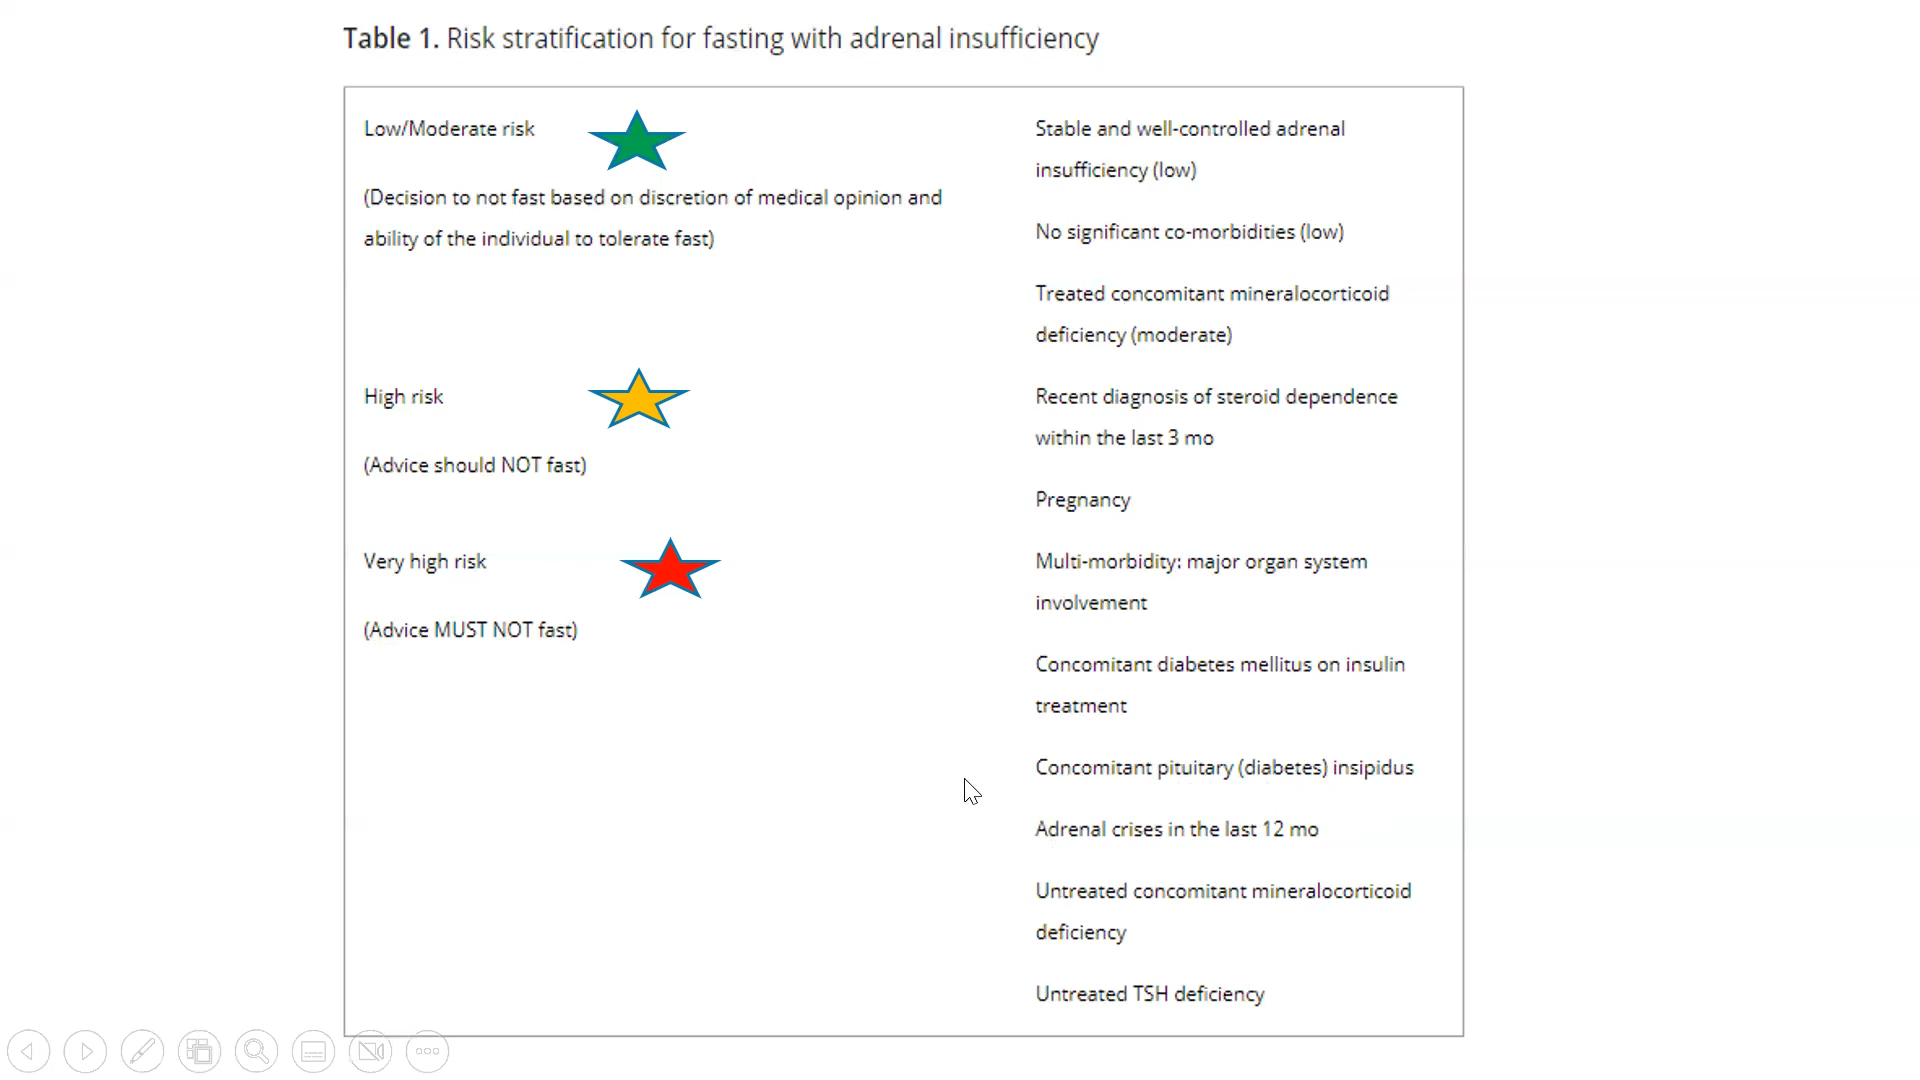 Table 1. Risk stratification for fasting with adrenal insufficiency
Low/Moderate risk
(Decision to not fast based on discretion of medical opinion and
ability of the individual to tolerate fast)
Stable and well-controlled adrenal
insufficiency (low)
No significant co-morbidities (low)
Treated concomitant mineralocorticoid
deficiency (moderate)
High risk
(Advice should NOT fast)
Recent diagnosis of steroid dependence
within the last 3 mo
Pregnancy
Very high risk
(Advice MUST NOT fast)
Multi-morbidity: major organ system
involvement
Concomitant diabetes mellitus on insulin
treatment
Concomitant pituitary (diabetes) insipidus
Adrenal crises in the last 12 mo
Untreated concomitant mineralocorticoid
deficiency
Untreated TSH deficiency